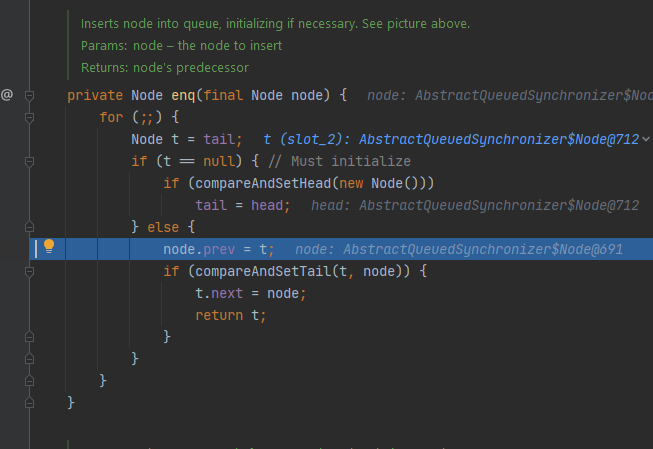 Inserts node into queue, initializing if necessary. See picture above.
Params: node – the node to insert
Returns: node's predecessor
@ private Node enq(final Node node) { node: AbstractQueuedSynchronizer$Node
for (;;) {
Node t = tail; t (slot_2): AbstractQueuedSynchronizer$Node@712
if (t == null) { // Must initialize
if (compareAndSetHead(new Node()))
tail = head; head: AbstractQueuedSynchronizer$Node@712
} else {
node.prev = t; node: AbstractQueuedSynchronizer$Node@691
if (compareAndSetTail(t, node)) {
t.next = node;
return t;
}
}
}
}